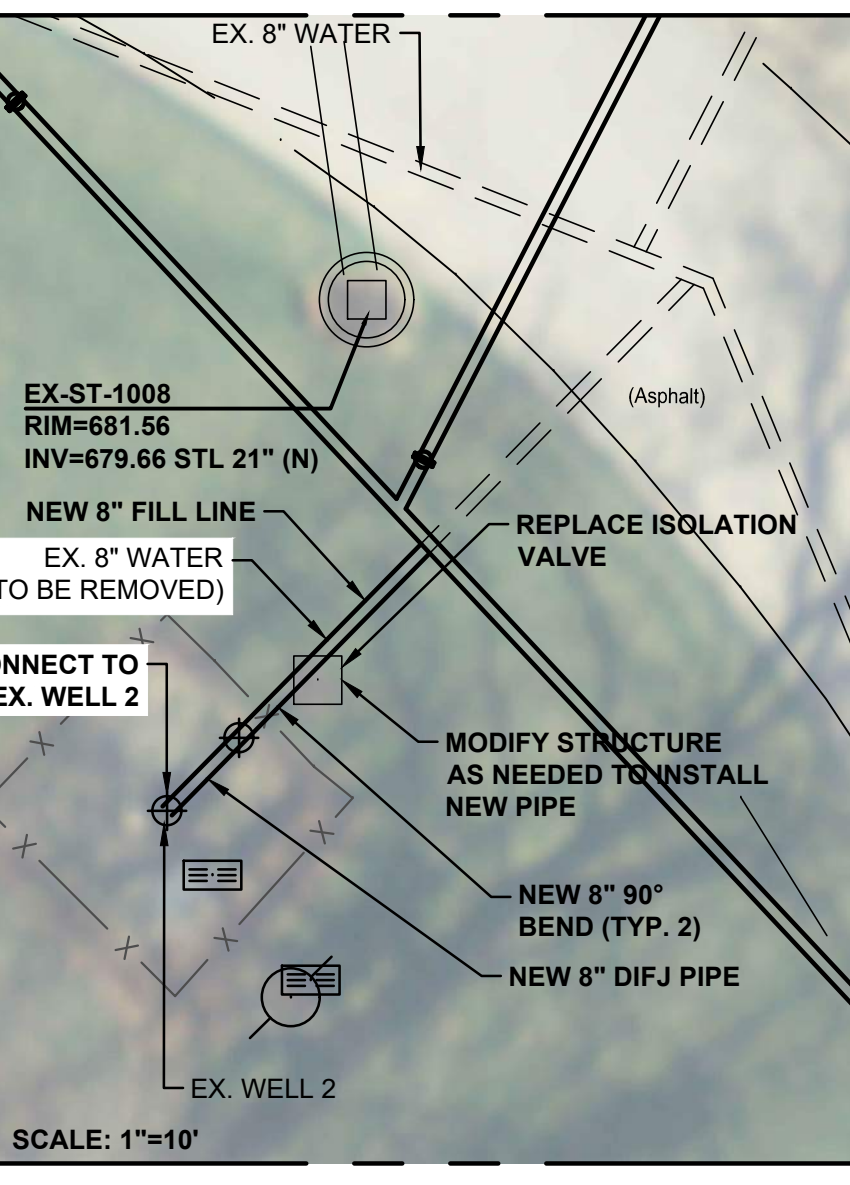 EX. 8" WATER
(Asphalt)
EX-ST-1008
RIM=681.56
INV=679.66 STL 21" (N)
NEW 8" FILL LINE
REPLACE ISOLATION
VALVE
EX. 8" WATER
TO BE REMOVED)
TO
EX. WELL 2
MODIFY STRUCTURE
AS NEEDED TO INSTALL
NEW PIPE
NEW 8" 90°
BEND (TYP. 2)
NEW 8" DIFJ PIPE
EX. WELL 2
SCALE: 1"=10'